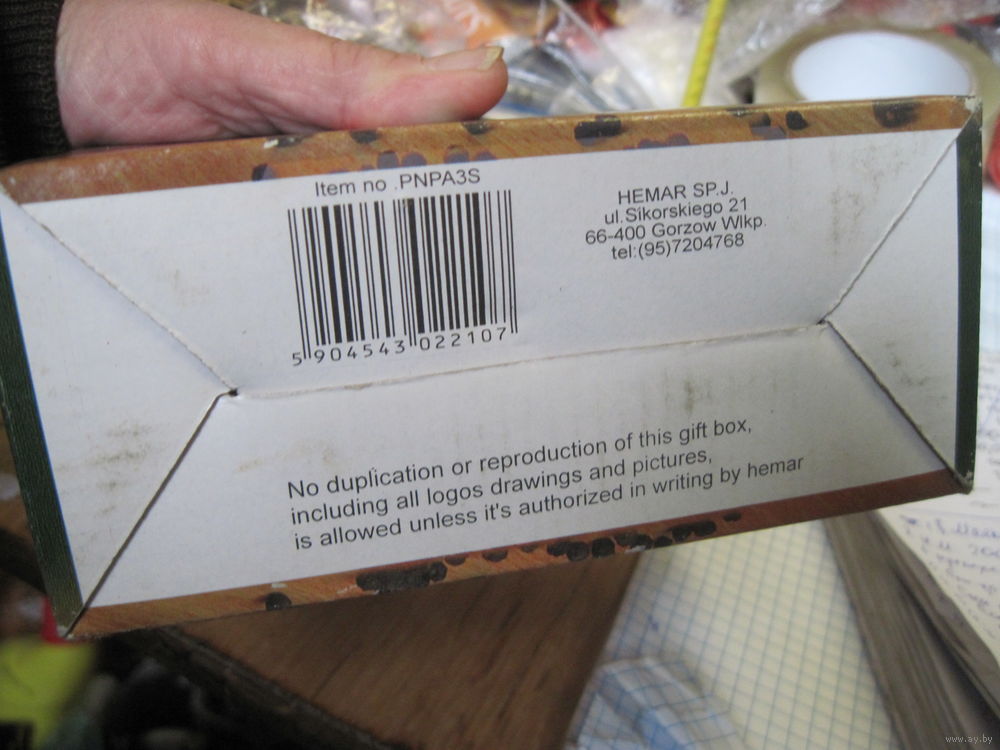 Item no .PNPA3S
5 904543 022107
HEMAR SP.J.
ul.Sikorskiego 21
66-400 Gorzow Wlkp.
tel:(95)7204768
No duplication or reproduction of this gift box,
including all logos drawings and pictures,
is allowed unless it's authorized in writing by hemar
www.ay.by